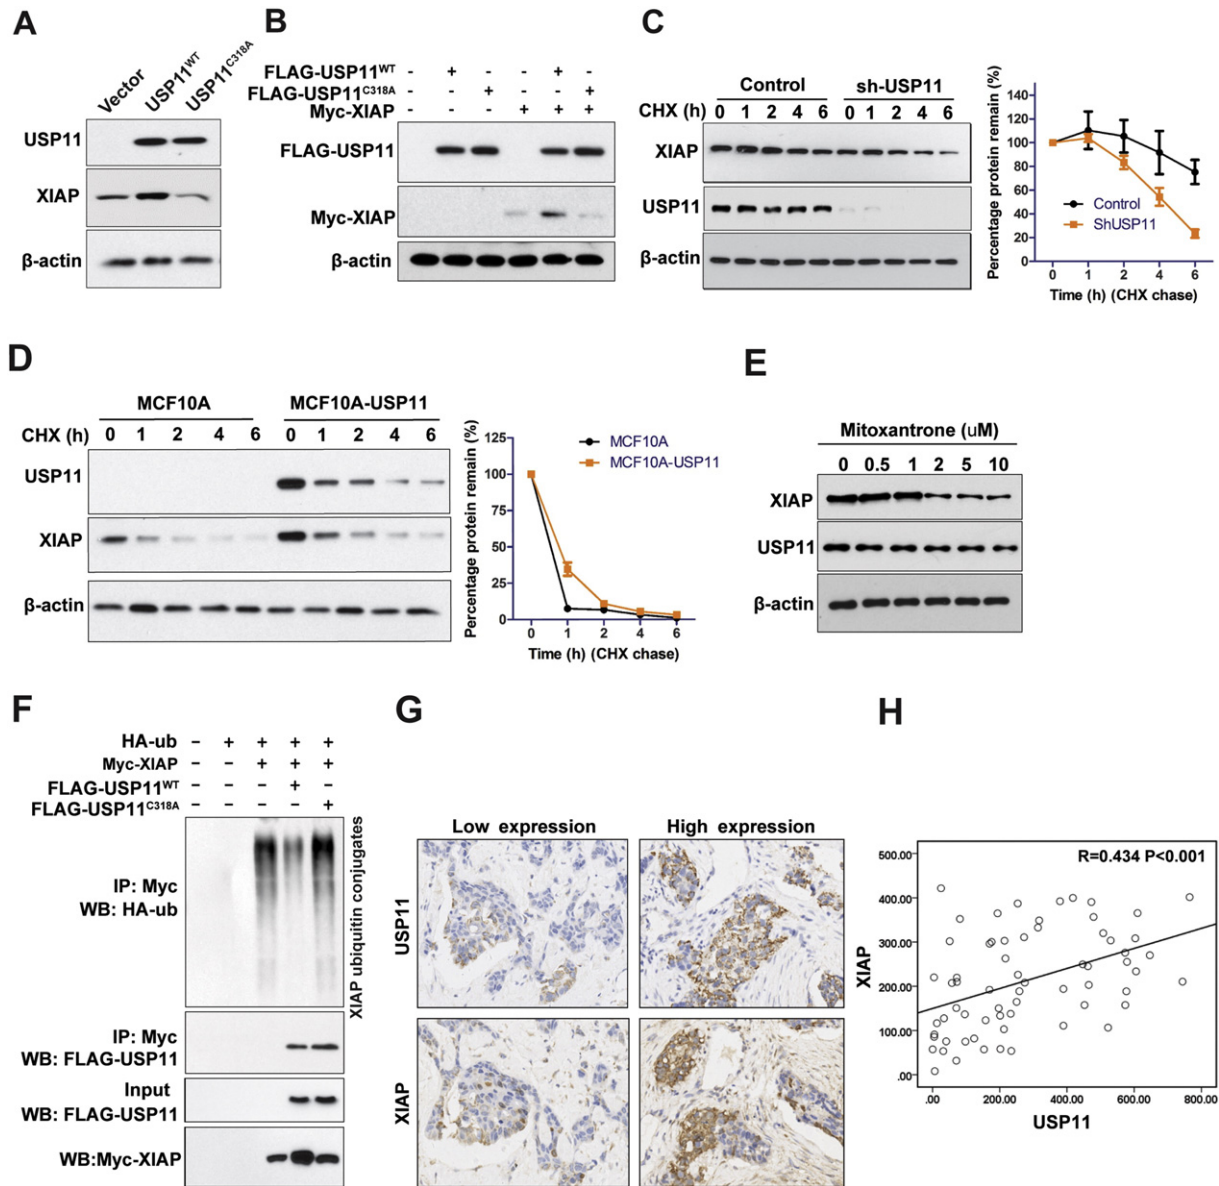 A
Vector
USP11WT
USP11C318A
USP11
XIAP
β-actin
B
FLAG-USP11WT - + - - + -
FLAG-USP11C318A - - + - - +
Myc-XIAP - - - + + +
FLAG-USP11
Myc-XIAP
β-actin
C
Control sh-USP11
CHX (h) 0 1 2 4 6 0 1 2 4 6
XIAP
USP11
β-actin
Percentage protein remain (%)
140
120
100
80
60
40
20
0
Control
ShUSP11
0 1 2 4 6
Time (h) (CHX chase)
D
MCF10A MCF10A-USP11
CHX (h) 0 1 2 4 6 0 1 2 4 6
USP11
XIAP
β-actin
Percentage protein remain (%)
125
100
75
50
25
0
MCF10A
MCF10A-USP11
0 1 2 4 6
Time (h) (CHX chase)
E
Mitoxantrone (uM)
0 0.5 1 2 5 10
XIAP
USP11
β-actin
F
HA-ub - + + + +
Myc-XIAP - - + + +
FLAG-USP11WT - - - + -
FLAG-USP11C318A - - - - +
IP: Myc
WB: HA-ub
XIAP ubiquitin conjugates
IP: Myc
WB: FLAG-USP11
Input
WB: FLAG-USP11
WB:Myc-XIAP
G
Low expression High expression
USP11
XIAP
H
R=0.434 P<0.001
XIAP
500.00
400.00
300.00
200.00
100.00
.00
.00 200.00 400.00 600.00 800.00
USP11